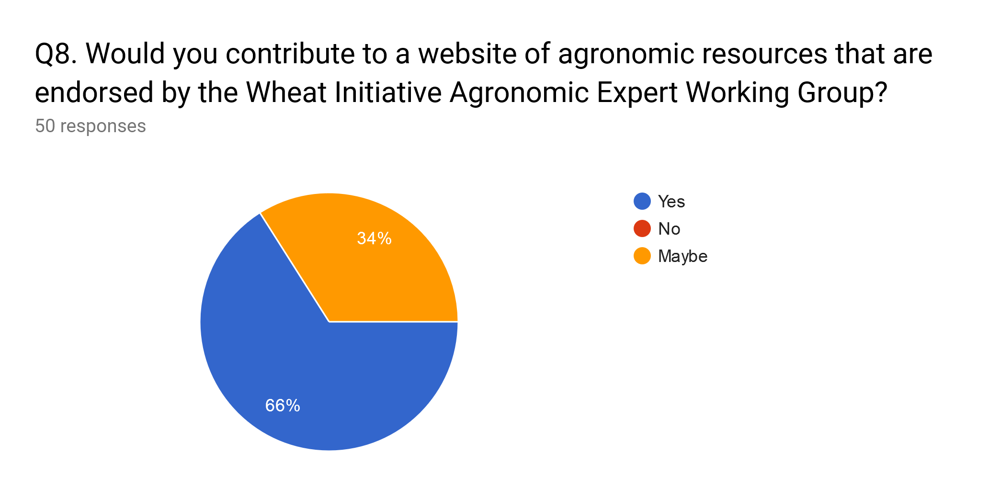 Q8. Would you contribute to a website of agronomic resources that are
endorsed by the Wheat Initiative Agronomic Expert Working Group?
50 responses
34%
66%
Yes
No
Maybe